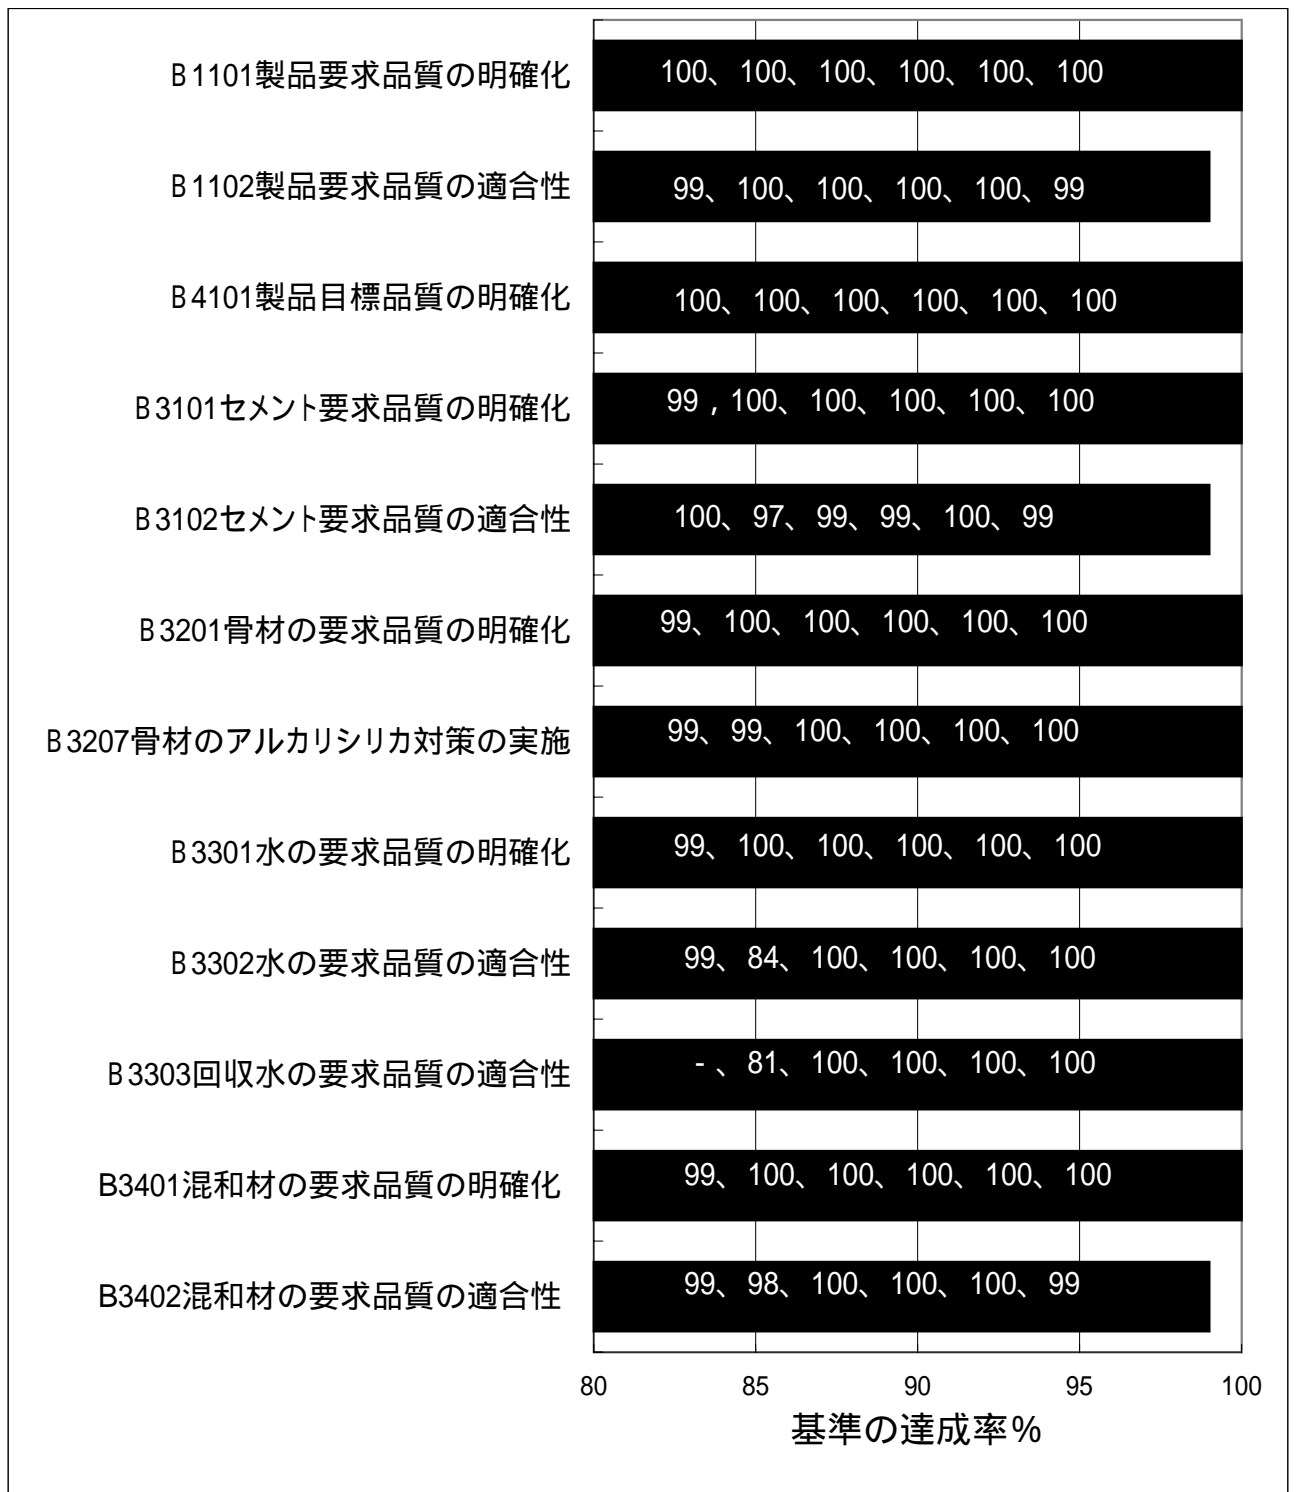 B1101製品要求品質の明確化 100、100、100、100、100、100
B1102製品要求品質の適合性 99、100、100、100、100、99
B4101製品目標品質の明確化 100、100、100、100、100、100
B3101セメント要求品質の明確化 99 , 100、100、100、100、100
B3102セメント要求品質の適合性 100、97、99、99、100、99
B3201骨材の要求品質の明確化 99、100、100、100、100、100
B3207骨材のアルカリシリカ対策の実施 99、99、100、100、100、100
B3301水の要求品質の明確化 99、100、100、100、100、100
B3302水の要求品質の適合性 99、84、100、100、100、100
B3303回収水の要求品質の適合性 - 、81、100、100、100、100
B3401混和材の要求品質の明確化 99、100、100、100、100、100
B3402混和材の要求品質の適合性 99、98、100、100、100、99
80 85 90 95 100
基準の達成率%